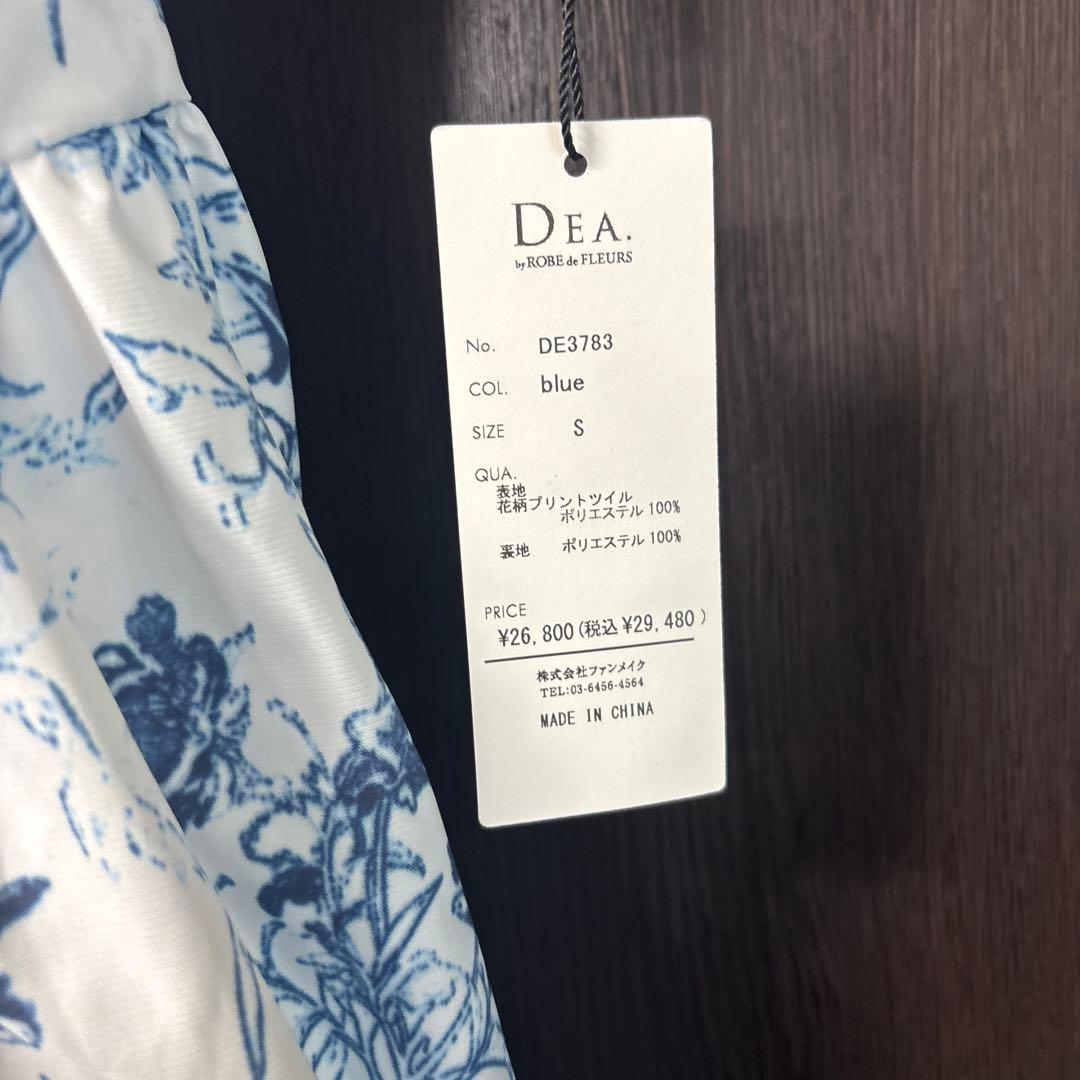 DEA.
by ROBE de FLEURS
No. DE3783
COL. blue
SIZE S
QUA.
表地
花柄プリントツイル
ポリエステル 100%
裏地 ポリエステル 100%
PRICE
¥26,800(税込¥29,480)
株式会社ファンメイク
TEL:03-6456-4564
MADE IN CHINA